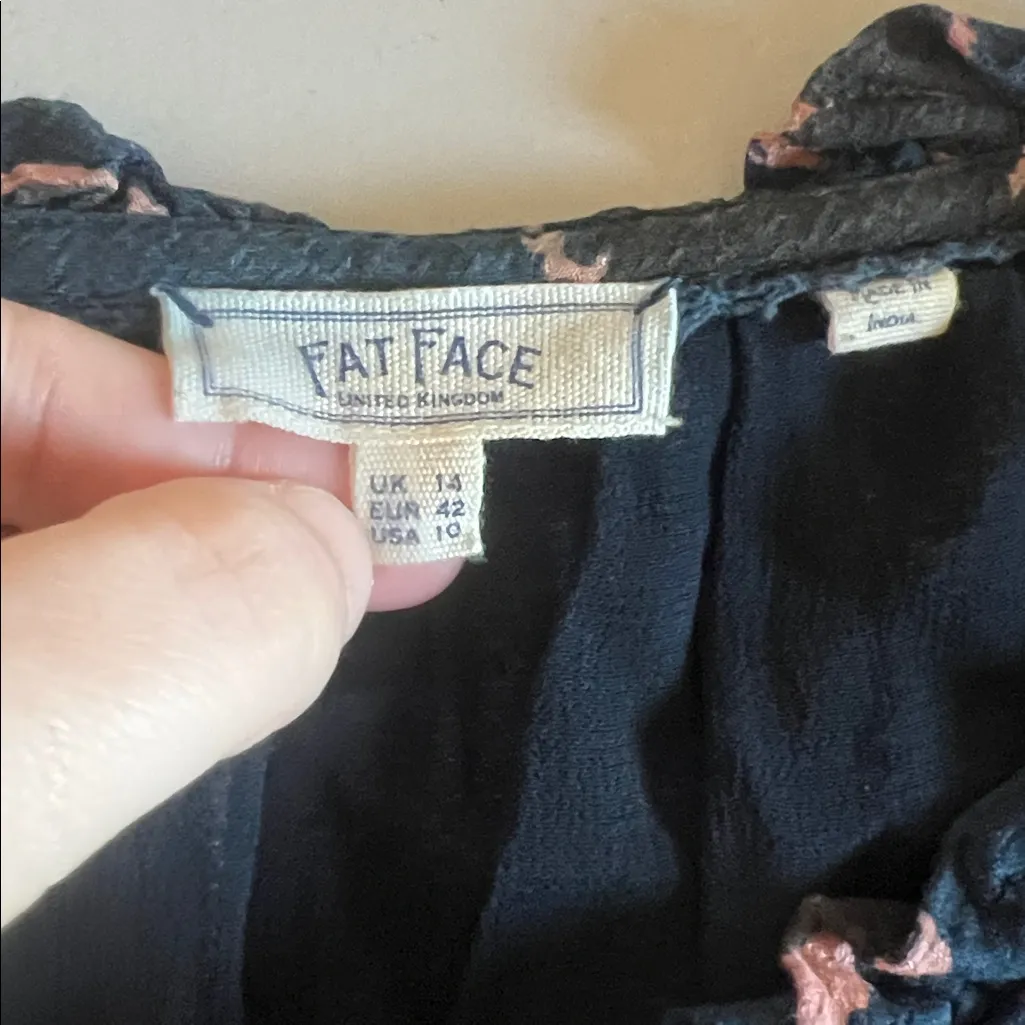 FAT FACE
UNITED KINGDOM
UK 14
EUR 42
USA 10
MADE IN
INDIA